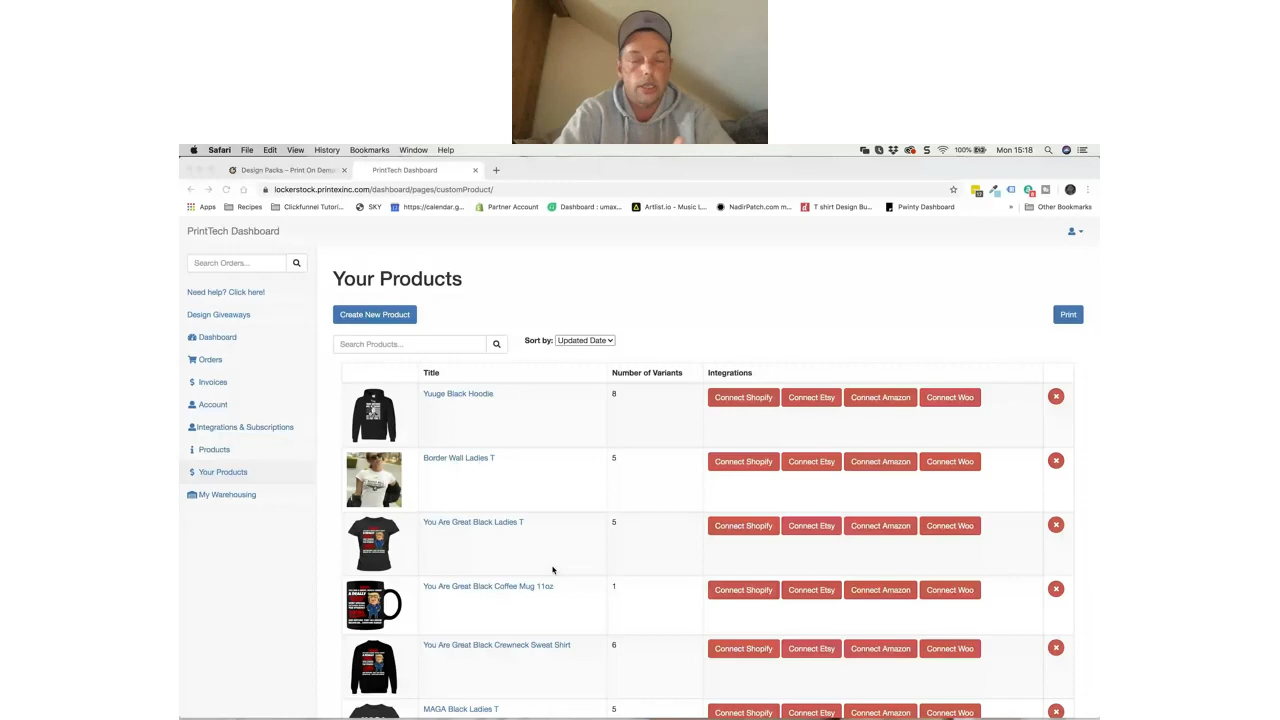 Safari File Edit View History Bookmarks Window Help 100% Mon 15:18
Design Packs – Print On Dema
PrintTech Dashboard
lockerstock.printexinc.com/dashboard/pages/customProduct/
Apps Recipes Clickfunnel Tutori... SKY https://calendar.g... Partner Account Dashboard : umax... Artlist.io - Music L... NadirPatch.com m... T shirt Design Bu... Pwinty Dashboard » Other Bookmarks
PrintTech Dashboard
Search Orders...
Need help? Click here!
Design Giveaways
Dashboard
Orders
Invoices
Account
Integrations & Subscriptions
Products
Your Products
My Warehousing
Your Products
Create New Product
Print
Search Products...
Sort by: Updated Date
Title Number of Variants Integrations
Yuuge Black Hoodie 8 Connect Shopify Connect Etsy Connect Amazon Connect Woo
Border Wall Ladies T 5 Connect Shopify Connect Etsy Connect Amazon Connect Woo
You Are Great Black Ladies T 5 Connect Shopify Connect Etsy Connect Amazon Connect Woo
You Are Great Black Coffee Mug 11oz 1 Connect Shopify Connect Etsy Connect Amazon Connect Woo
You Are Great Black Crewneck Sweat Shirt 6 Connect Shopify Connect Etsy Connect Amazon Connect Woo
MAGA Black Ladies T 5 Connect Shopify Connect Etsy Connect Amazon Connect Woo